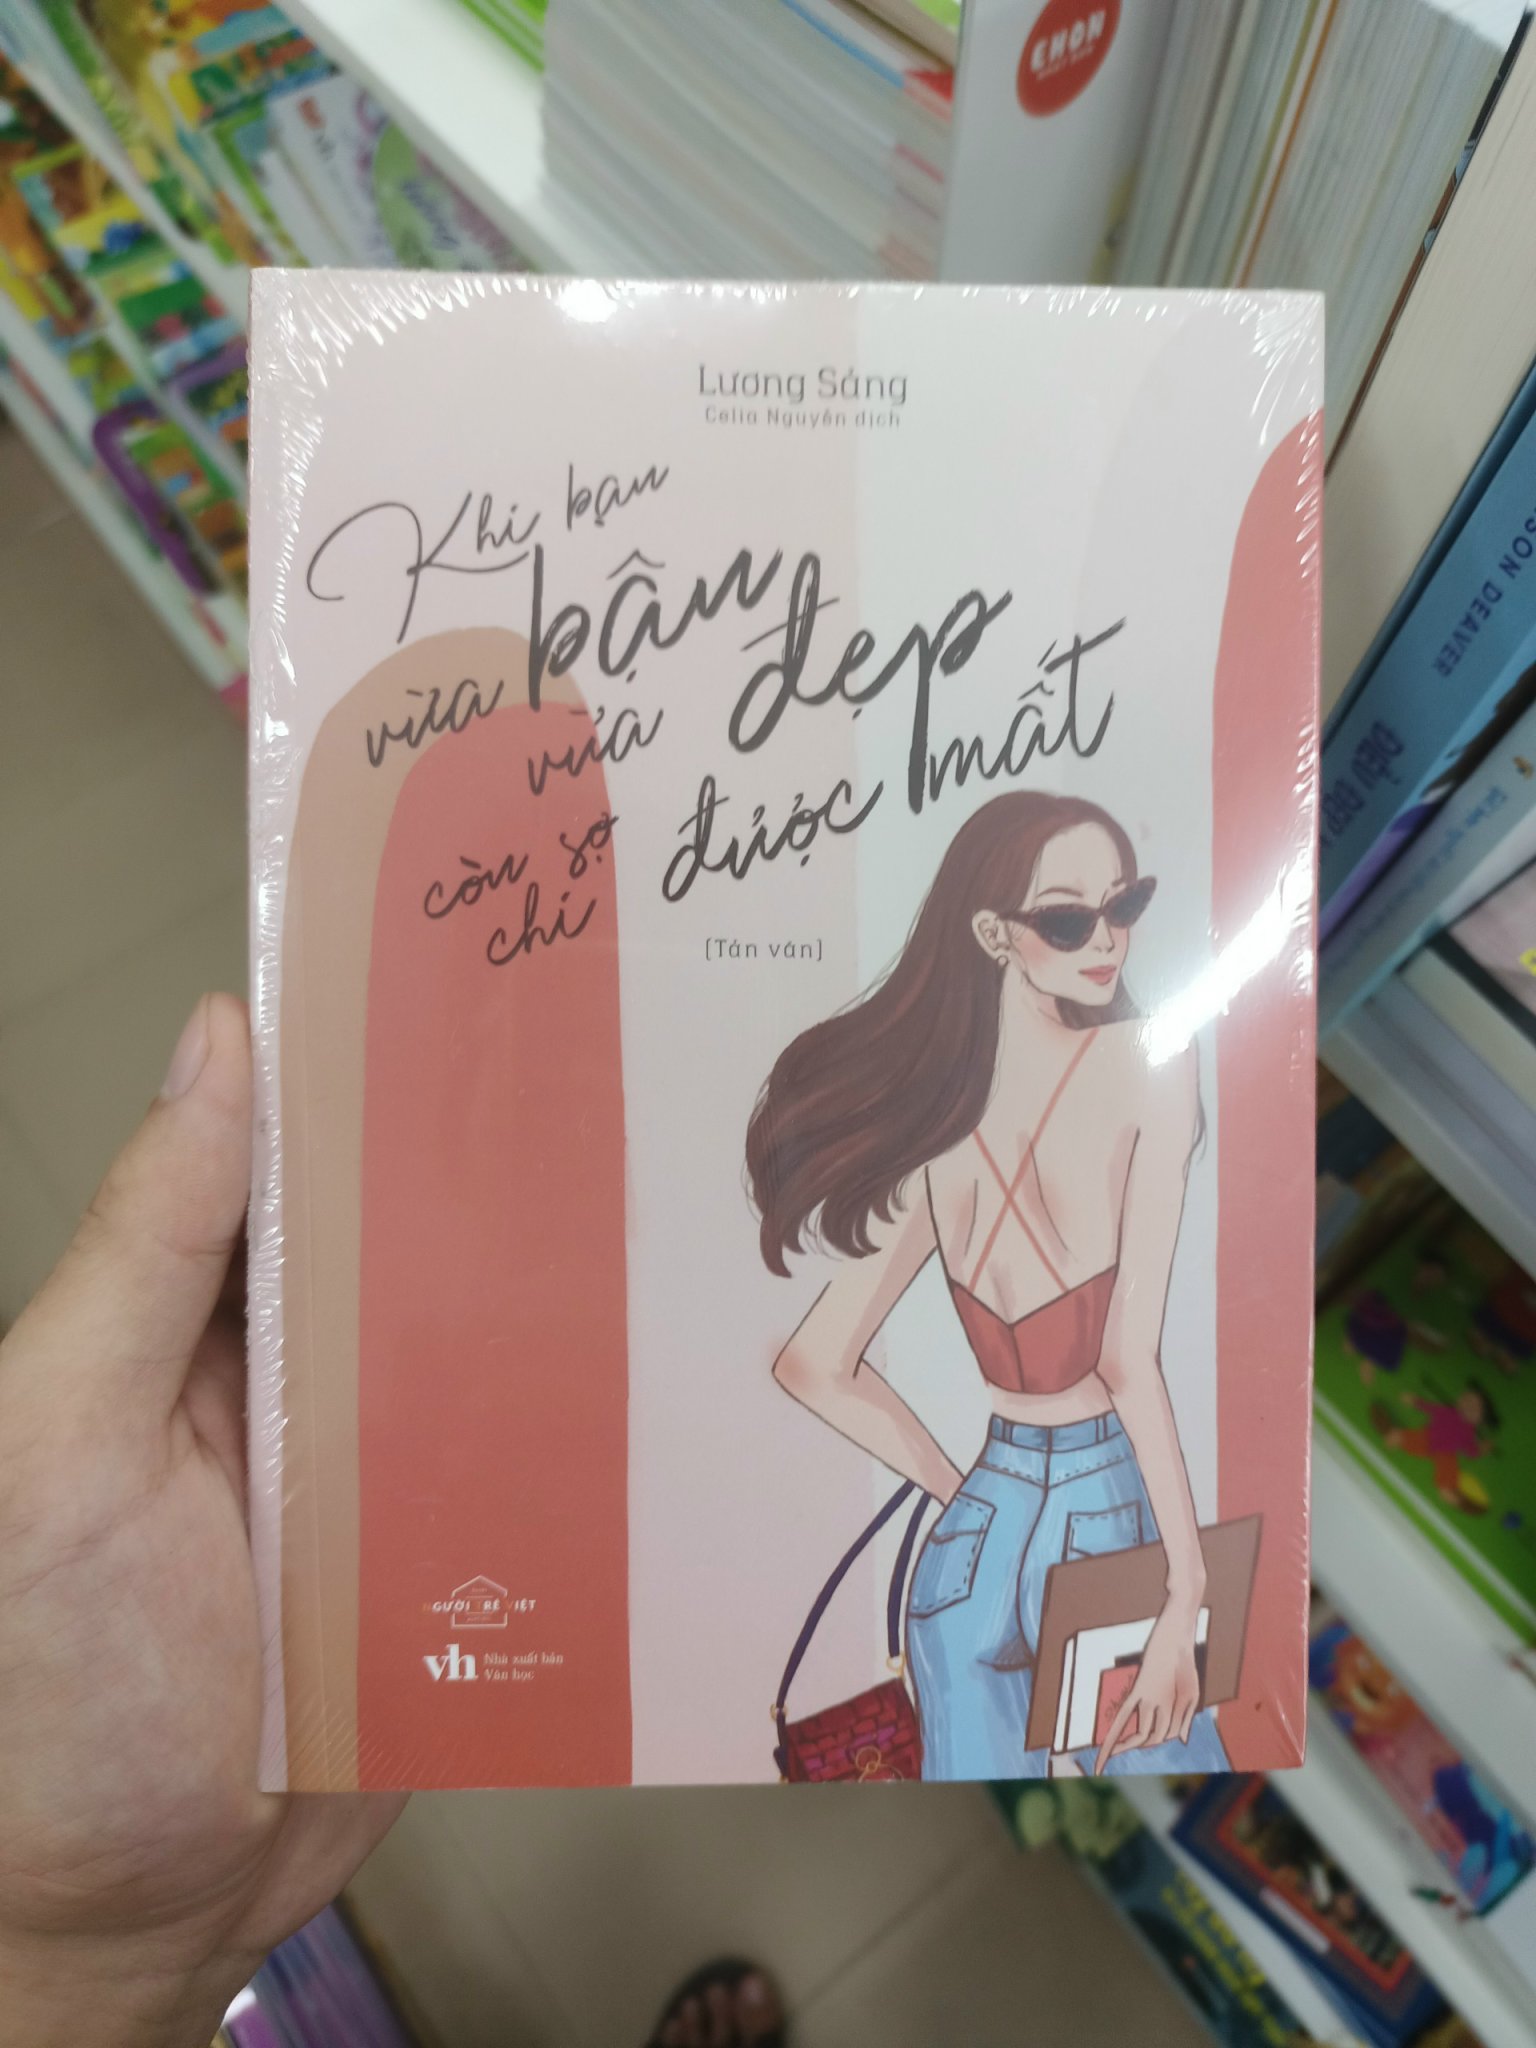 CHON
Lương Sảng
Celia Nguyễn dịch
Khi bạn
vừa bận
vừa đẹp
còn sợ
chi được mất
[Tản văn]
NGƯỜI TRẺ VIỆT
vh Nhà xuất bản
Văn học
SON DEAVER